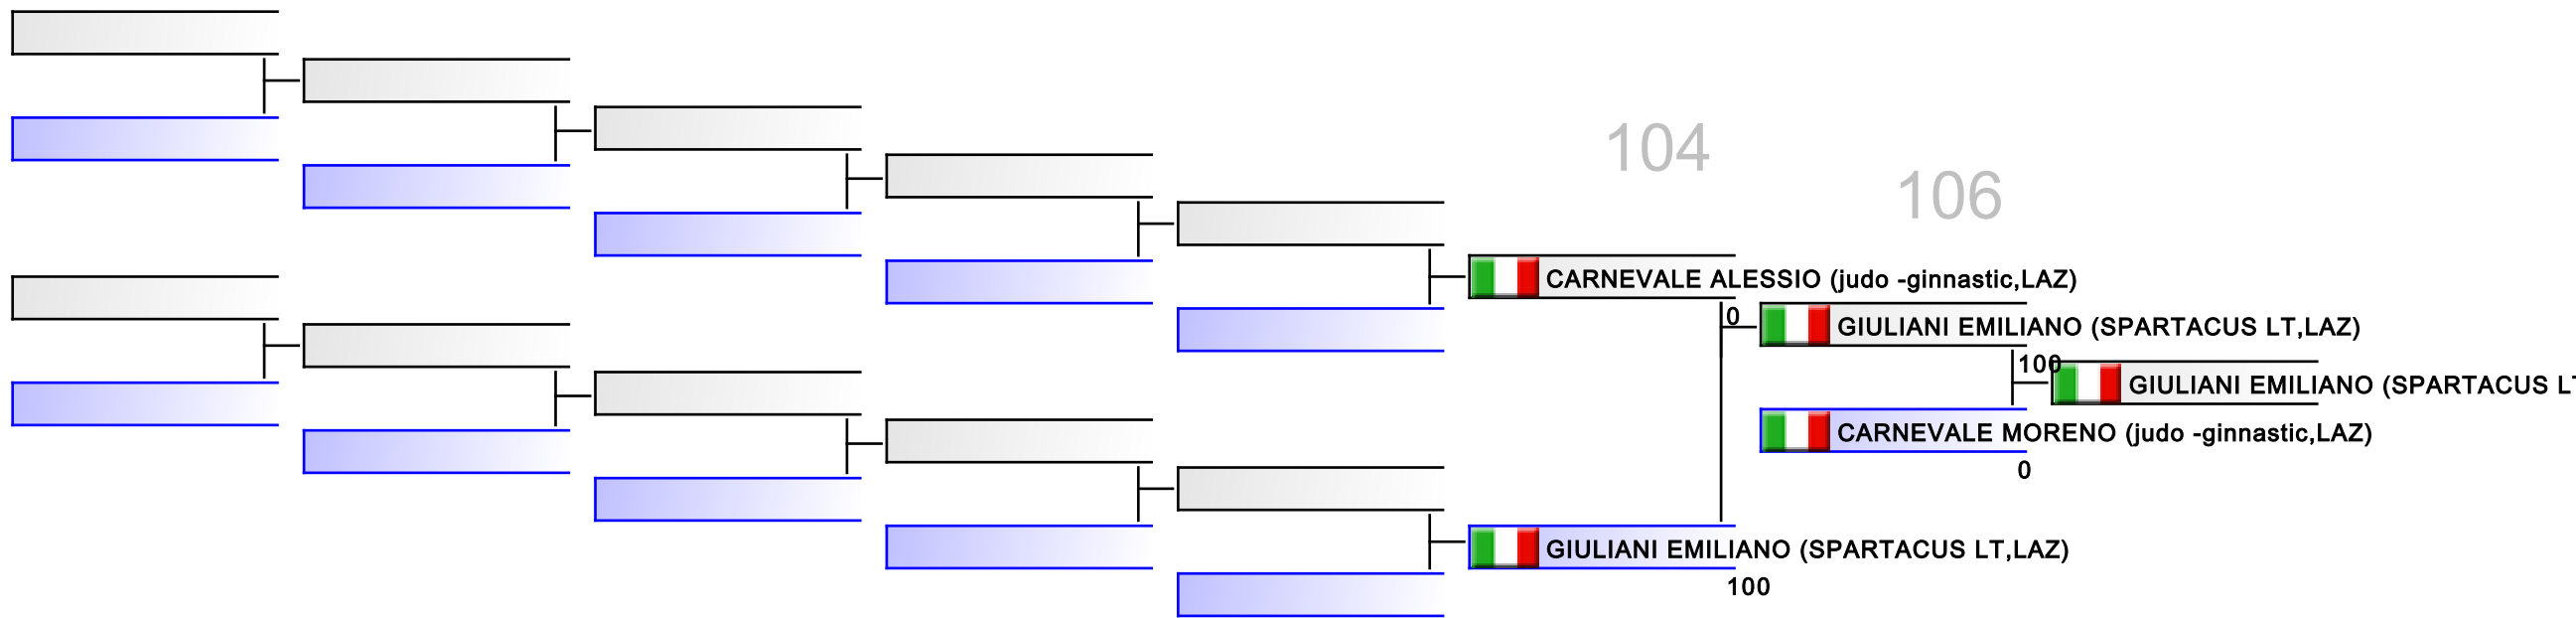 104
106
CARNEVALE ALESSIO (judo -ginnastic,LAZ)
0
GIULIANI EMILIANO (SPARTACUS LT,LAZ)
100
GIULIANI EMILIANO (SPARTACUS LT
CARNEVALE MORENO (judo -ginnastic,LAZ)
0
GIULIANI EMILIANO (SPARTACUS LT,LAZ)
100